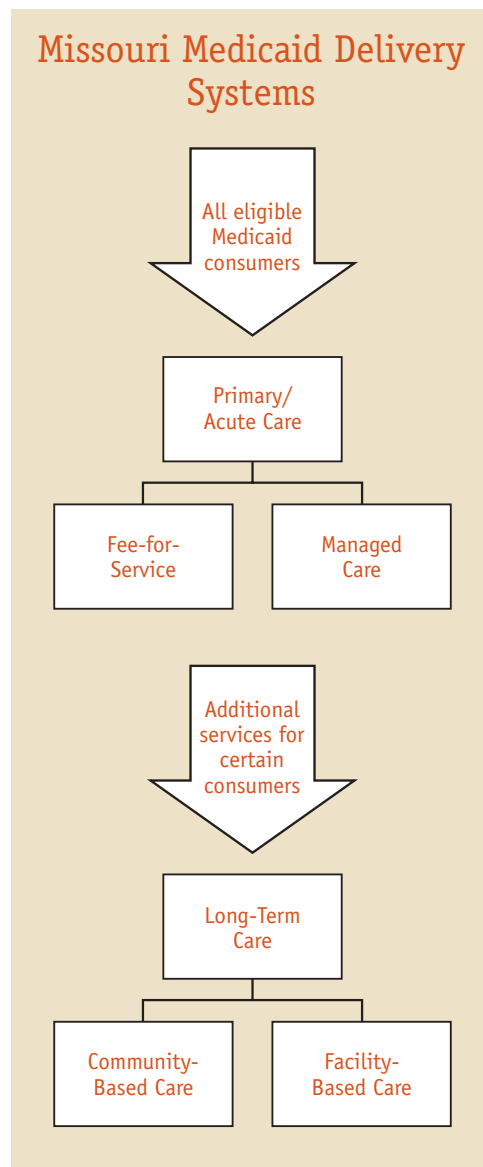 Missouri Medicaid Delivery
Systems
All eligible
Medicaid
consumers
Primary/
Acute Care
Fee-for-
Service
Managed
Care
Additional
services for
certain
consumers
Long-Term
Care
Community-
Based Care
Facility-
Based Care